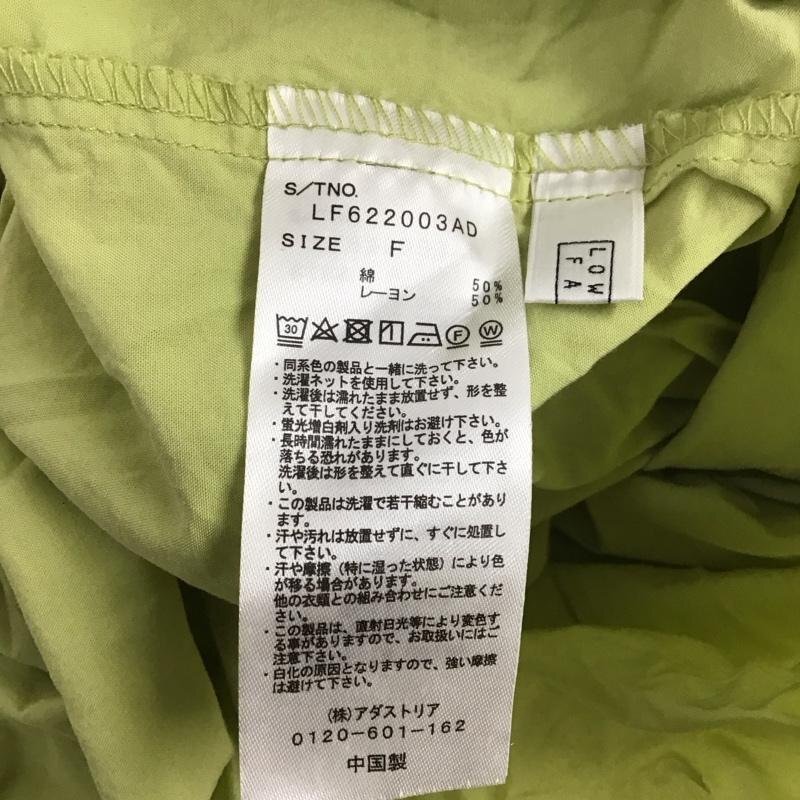 S/TNO.
LF622003AD
SIZE F
綿 50%
レーヨン 50%
30 F W
・同系色の製品と一緒に洗って下さい。
・洗濯ネットを使用して下さい。
・洗濯後は濡れたまま放置せず、形を整
えて干してください。
・蛍光増白剤入り洗剤はお避け下さい。
・長時間濡れたままにしておくと、色が
落ちる恐れがあります。
洗濯後は形を整えて直ぐに干して下さ
い。
・この製品は洗濯で若干縮むことがあり
ます。
・汗や汚れは放置せずに、すぐに処置し
て下さい。
・汗や摩擦（特に湿った状態）により色
が移る場合があります。
他の衣類との組み合わせにご注意くだ
さい。
・この製品は、直射日光等により変色す
る事がありますので、お取扱いにはご
注意下さい。
・白化の原因となりますので、強い摩擦
は避けて下さい。
(株)アダストリア
0120-601-162
中国製
LOW
FA